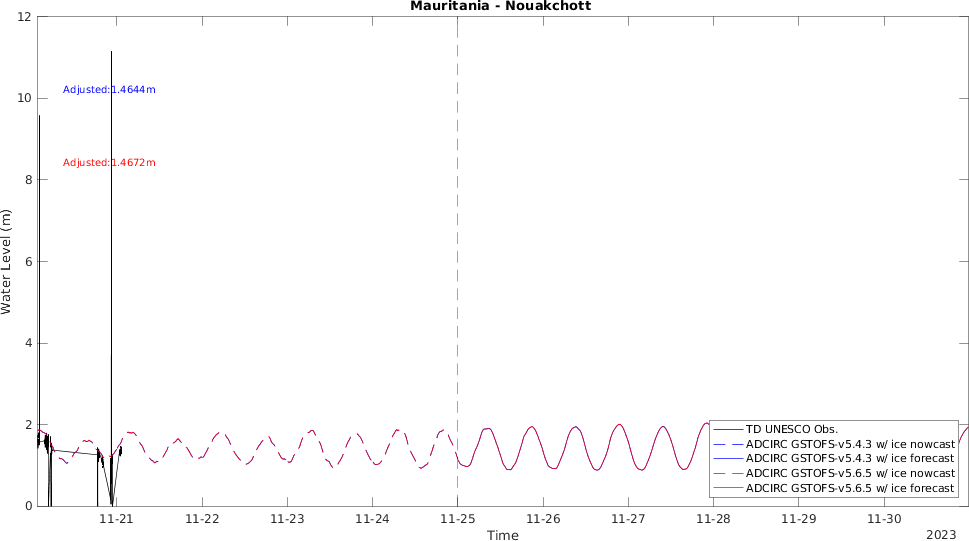 Mauritania - Nouakchott
12
10
8
6
4
2
0
Water Level (m)
Adjusted:1.4644m
Adjusted:1.4672m
TD UNESCO Obs.
ADCIRC GSTOFS-v5.4.3 w/ ice nowcast
ADCIRC GSTOFS-v5.4.3 w/ ice forecast
ADCIRC GSTOFS-v5.6.5 w/ ice nowcast
ADCIRC GSTOFS-v5.6.5 w/ ice forecast
11-21 11-22 11-23 11-24 11-25 11-26 11-27 11-28 11-29 11-30
Time
2023